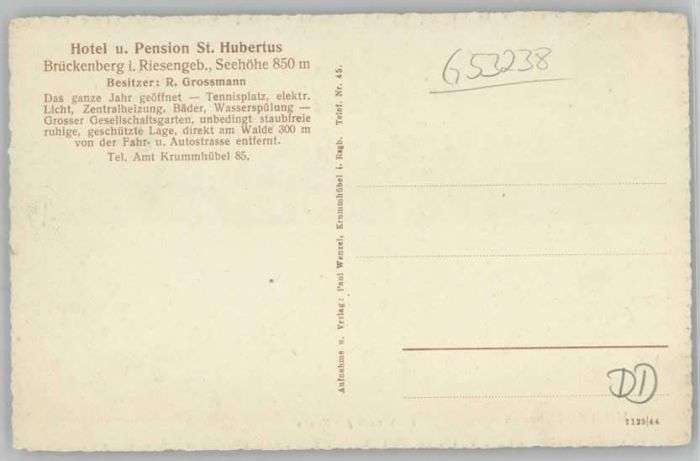 Hotel u. Pension St. Hubertus
Brückenberg i. Riesengeb., Seehöhe 850 m
Besitzer: R. Grossmann
Das ganze Jahr geöffnet — Tennisplatz, elektr.
Licht, Zentralheizung, Bäder, Wasserspülung —
Grosser Gesellschaftsgarten, unbedingt staubfreie
ruhige, geschützte Lage, direkt am Walde 300 m
von der Fahr- u. Autostrasse entfernt.
Tel. Amt Krummhübel 85.
Aufnahme u. Verlag: Paul Wenzel, Krummhübel i. Rsgb. Telef. Nr. 45.
G53238
DD
1123/44